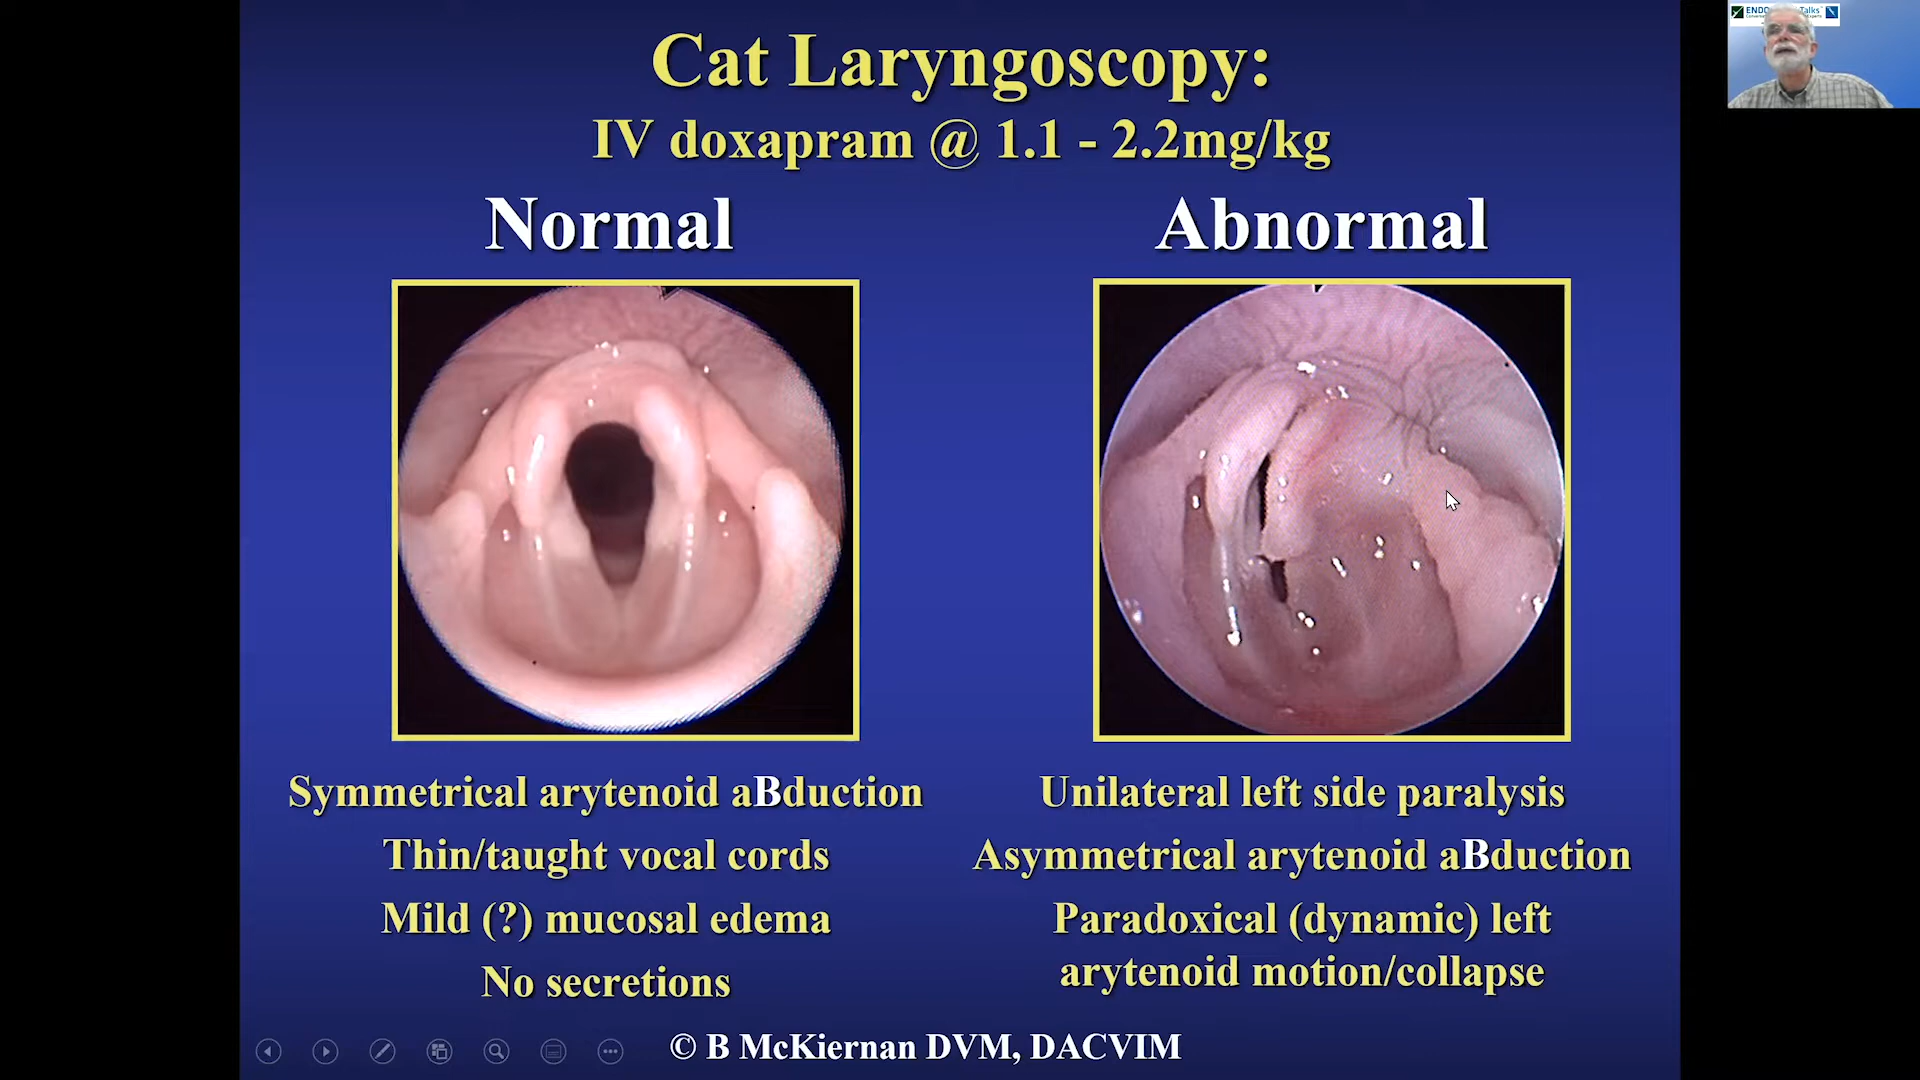 Cat Laryngoscopy:
IV doxapram @ 1.1 - 2.2mg/kg
Normal
Abnormal
Symmetrical arytenoid aBduction
Thin/taught vocal cords
Mild (?) mucosal edema
No secretions
Unilateral left side paralysis
Asymmetrical arytenoid aBduction
Paradoxical (dynamic) left
arytenoid motion/collapse
© B McKiernan DVM, DACVIM
ENDO Talks